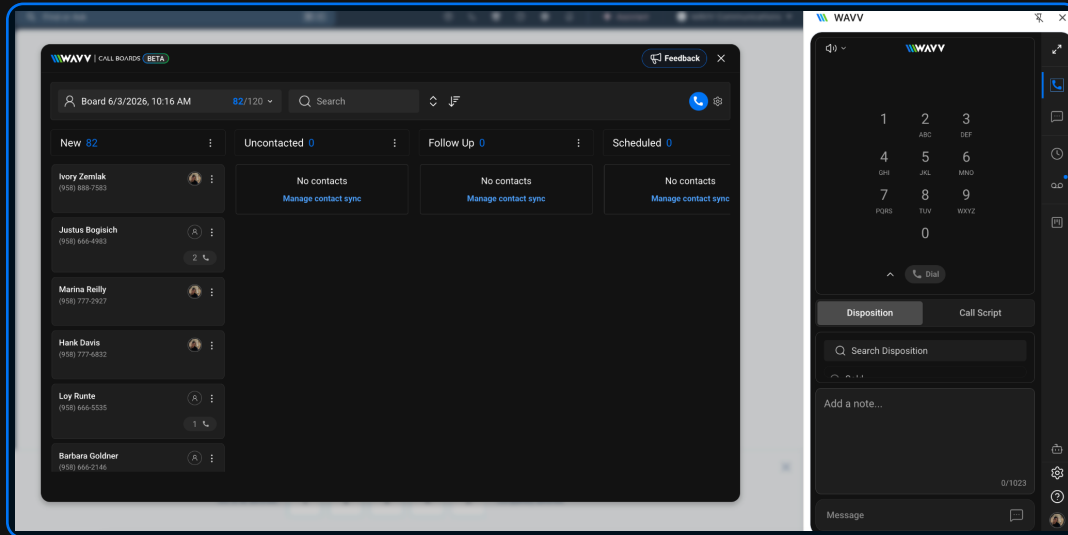 WAVV
WAVV | CALL BOARDS BETA
Feedback
Board 6/3/2026, 10:16 AM
82/120
Search
New 82
Uncontacted 0
Follow Up 0
Scheduled 0
Ivory Zemlak
(958) 888-7583
Justus Bogisich
(958) 666-4983
2
Marina Reilly
(958) 777-2927
Hank Davis
(958) 777-6832
Loy Runte
(958) 666-5535
1
Barbara Goldner
(958) 666-2146
No contacts
Manage contact sync
No contacts
Manage contact sync
No contacts
Manage contact sync
WAVV
1
2
ABC
3
DEF
4
GHI
5
JKL
6
MNO
7
PQRS
8
TUV
9
WXYZ
0
Dial
Disposition
Call Script
Search Disposition
Add a note...
0/1023
Message